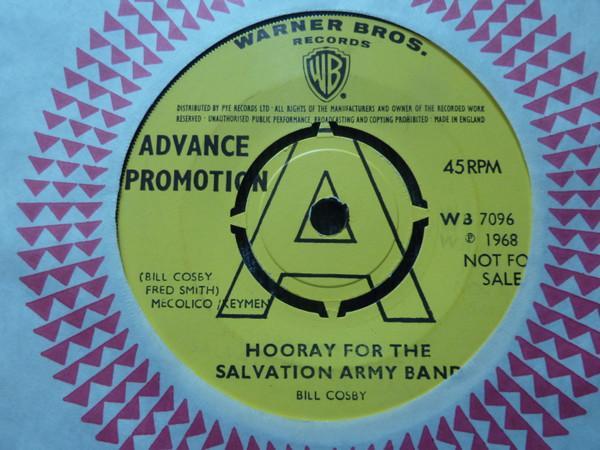 WARNER BROS.
RECORDS
WB
DISTRIBUTED BY PYE RECORDS LTD · ALL RIGHTS OF THE MANUFACTURERS AND OWNER OF THE RECORDED WORK
RESERVED · UNAUTHORISED PUBLIC PERFORMANCE, BROADCASTING AND COPYING PROHIBITED · MADE IN ENGLAND
ADVANCE
PROMOTION
A
45 RPM
WB 7096
℗ 1968
NOT FO
SALE
(BILL COSBY
FRED SMITH)
MECOLICO /KEYMEN
HOORAY FOR THE
SALVATION ARMY BAND
BILL COSBY